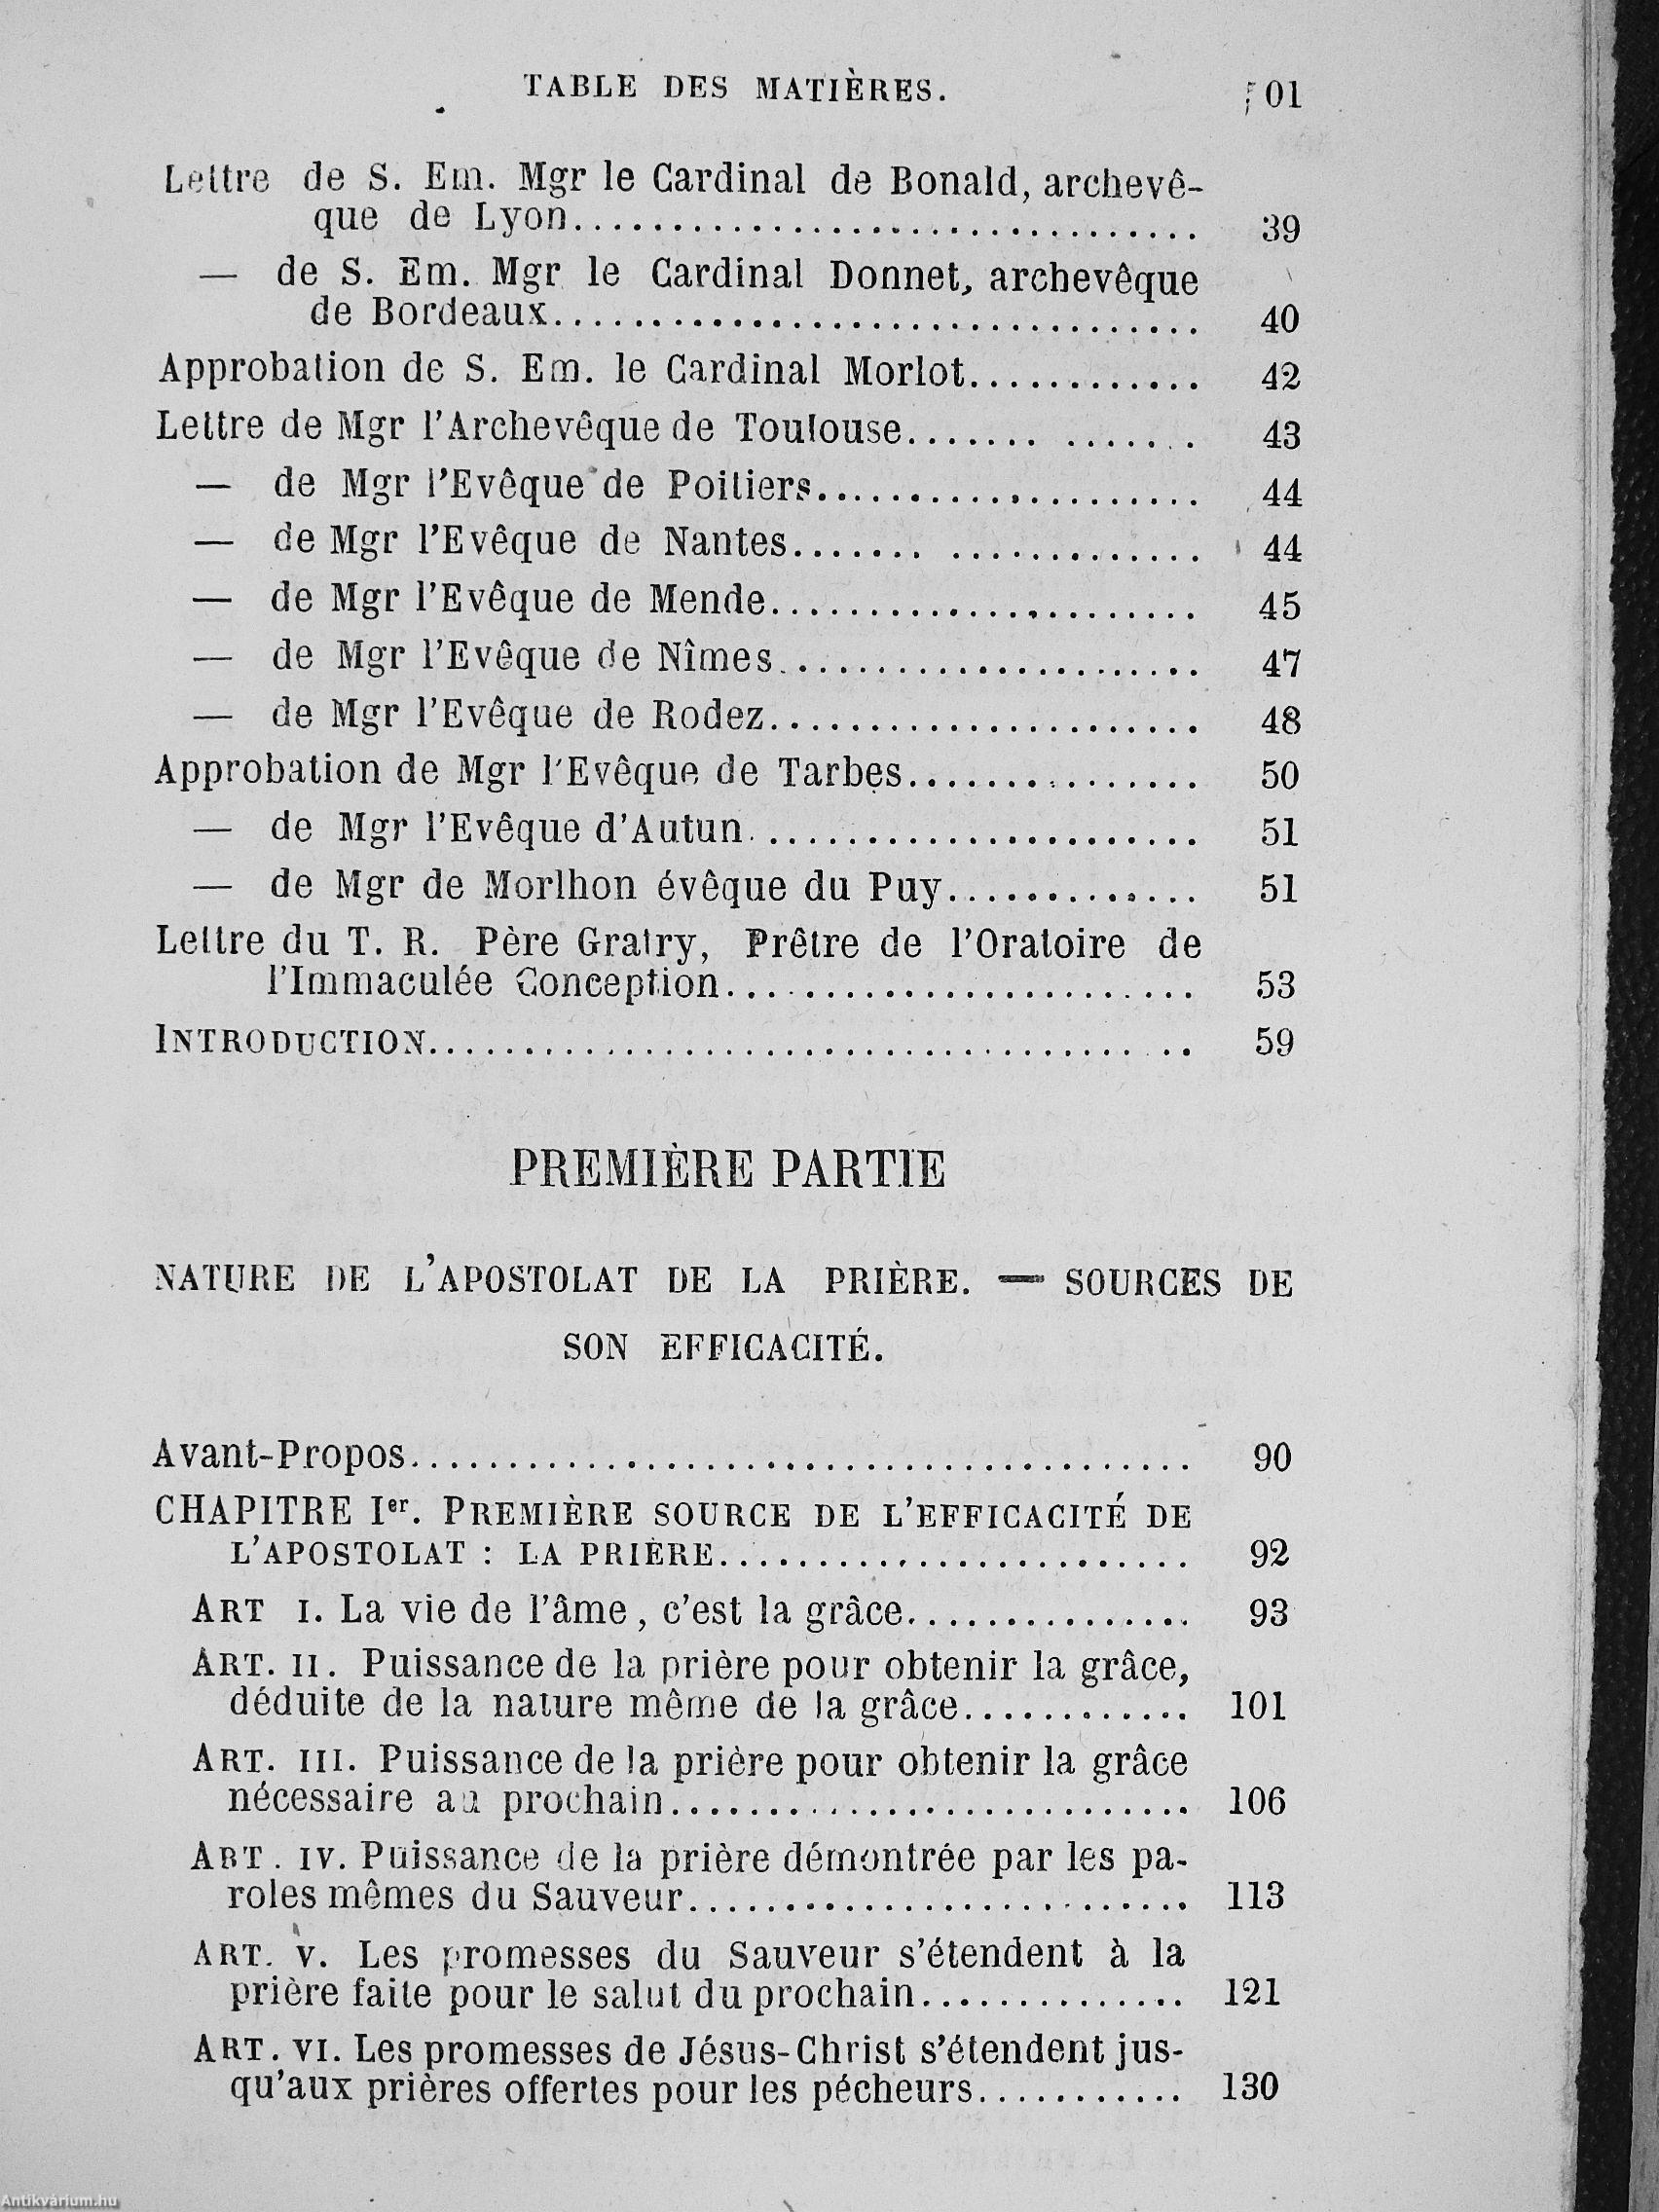 TABLE DES MATIÈRES. 01
Lettre de S. Em. Mgr le Cardinal de Bonald, archevê-
que de Lyon.................................. 39
— de S. Em. Mgr le Cardinal Donnet, archevêque
de Bordeaux.................................. 40
Approbation de S. Em. le Cardinal Morlot............ 42
Lettre de Mgr l'Archevêque de Toulouse....... ....... 43
— de Mgr l'Evêque de Poitiers.................... 44
— de Mgr l'Evêque de Nantes....... ............. 44
— de Mgr l'Evêque de Mende...................... 45
— de Mgr l'Evêque de Nîmes...................... 47
— de Mgr l'Evêque de Rodez...................... 48
Approbation de Mgr l'Evêque de Tarbes............... 50
— de Mgr l'Evêque d'Autun. ...................... 51
— de Mgr de Morlhon évêque du Puy............. 51
Lettre du T. R. Père Gratry, Prêtre de l'Oratoire de
l'Immaculée Conception........................ 53
INTRODUCTION....................................... 59
PREMIÈRE PARTIE
NATURE DE L'APOSTOLAT DE LA PRIÈRE. — SOURCES DE
SON EFFICACITÉ.
Avant-Propos........................................ 90
CHAPITRE Ier. PREMIÈRE SOURCE DE L'EFFICACITÉ DE
L'APOSTOLAT : LA PRIÈRE........................ 92
ART I. La vie de l'âme, c'est la grâce............... 93
ART. II. Puissance de la prière pour obtenir la grâce,
déduite de la nature même de la grâce............ 101
ART. III. Puissance de la prière pour obtenir la grâce
nécessaire au prochain........................... 106
ART. IV. Puissance de la prière démontrée par les pa-
roles mêmes du Sauveur.......................... 113
ART. V. Les promesses du Sauveur s'étendent à la
prière faite pour le salut du prochain.............. 121
ART. VI. Les promesses de Jésus-Christ s'étendent jus-
qu'aux prières offertes pour les pécheurs........... 130
Antikvárium.hu